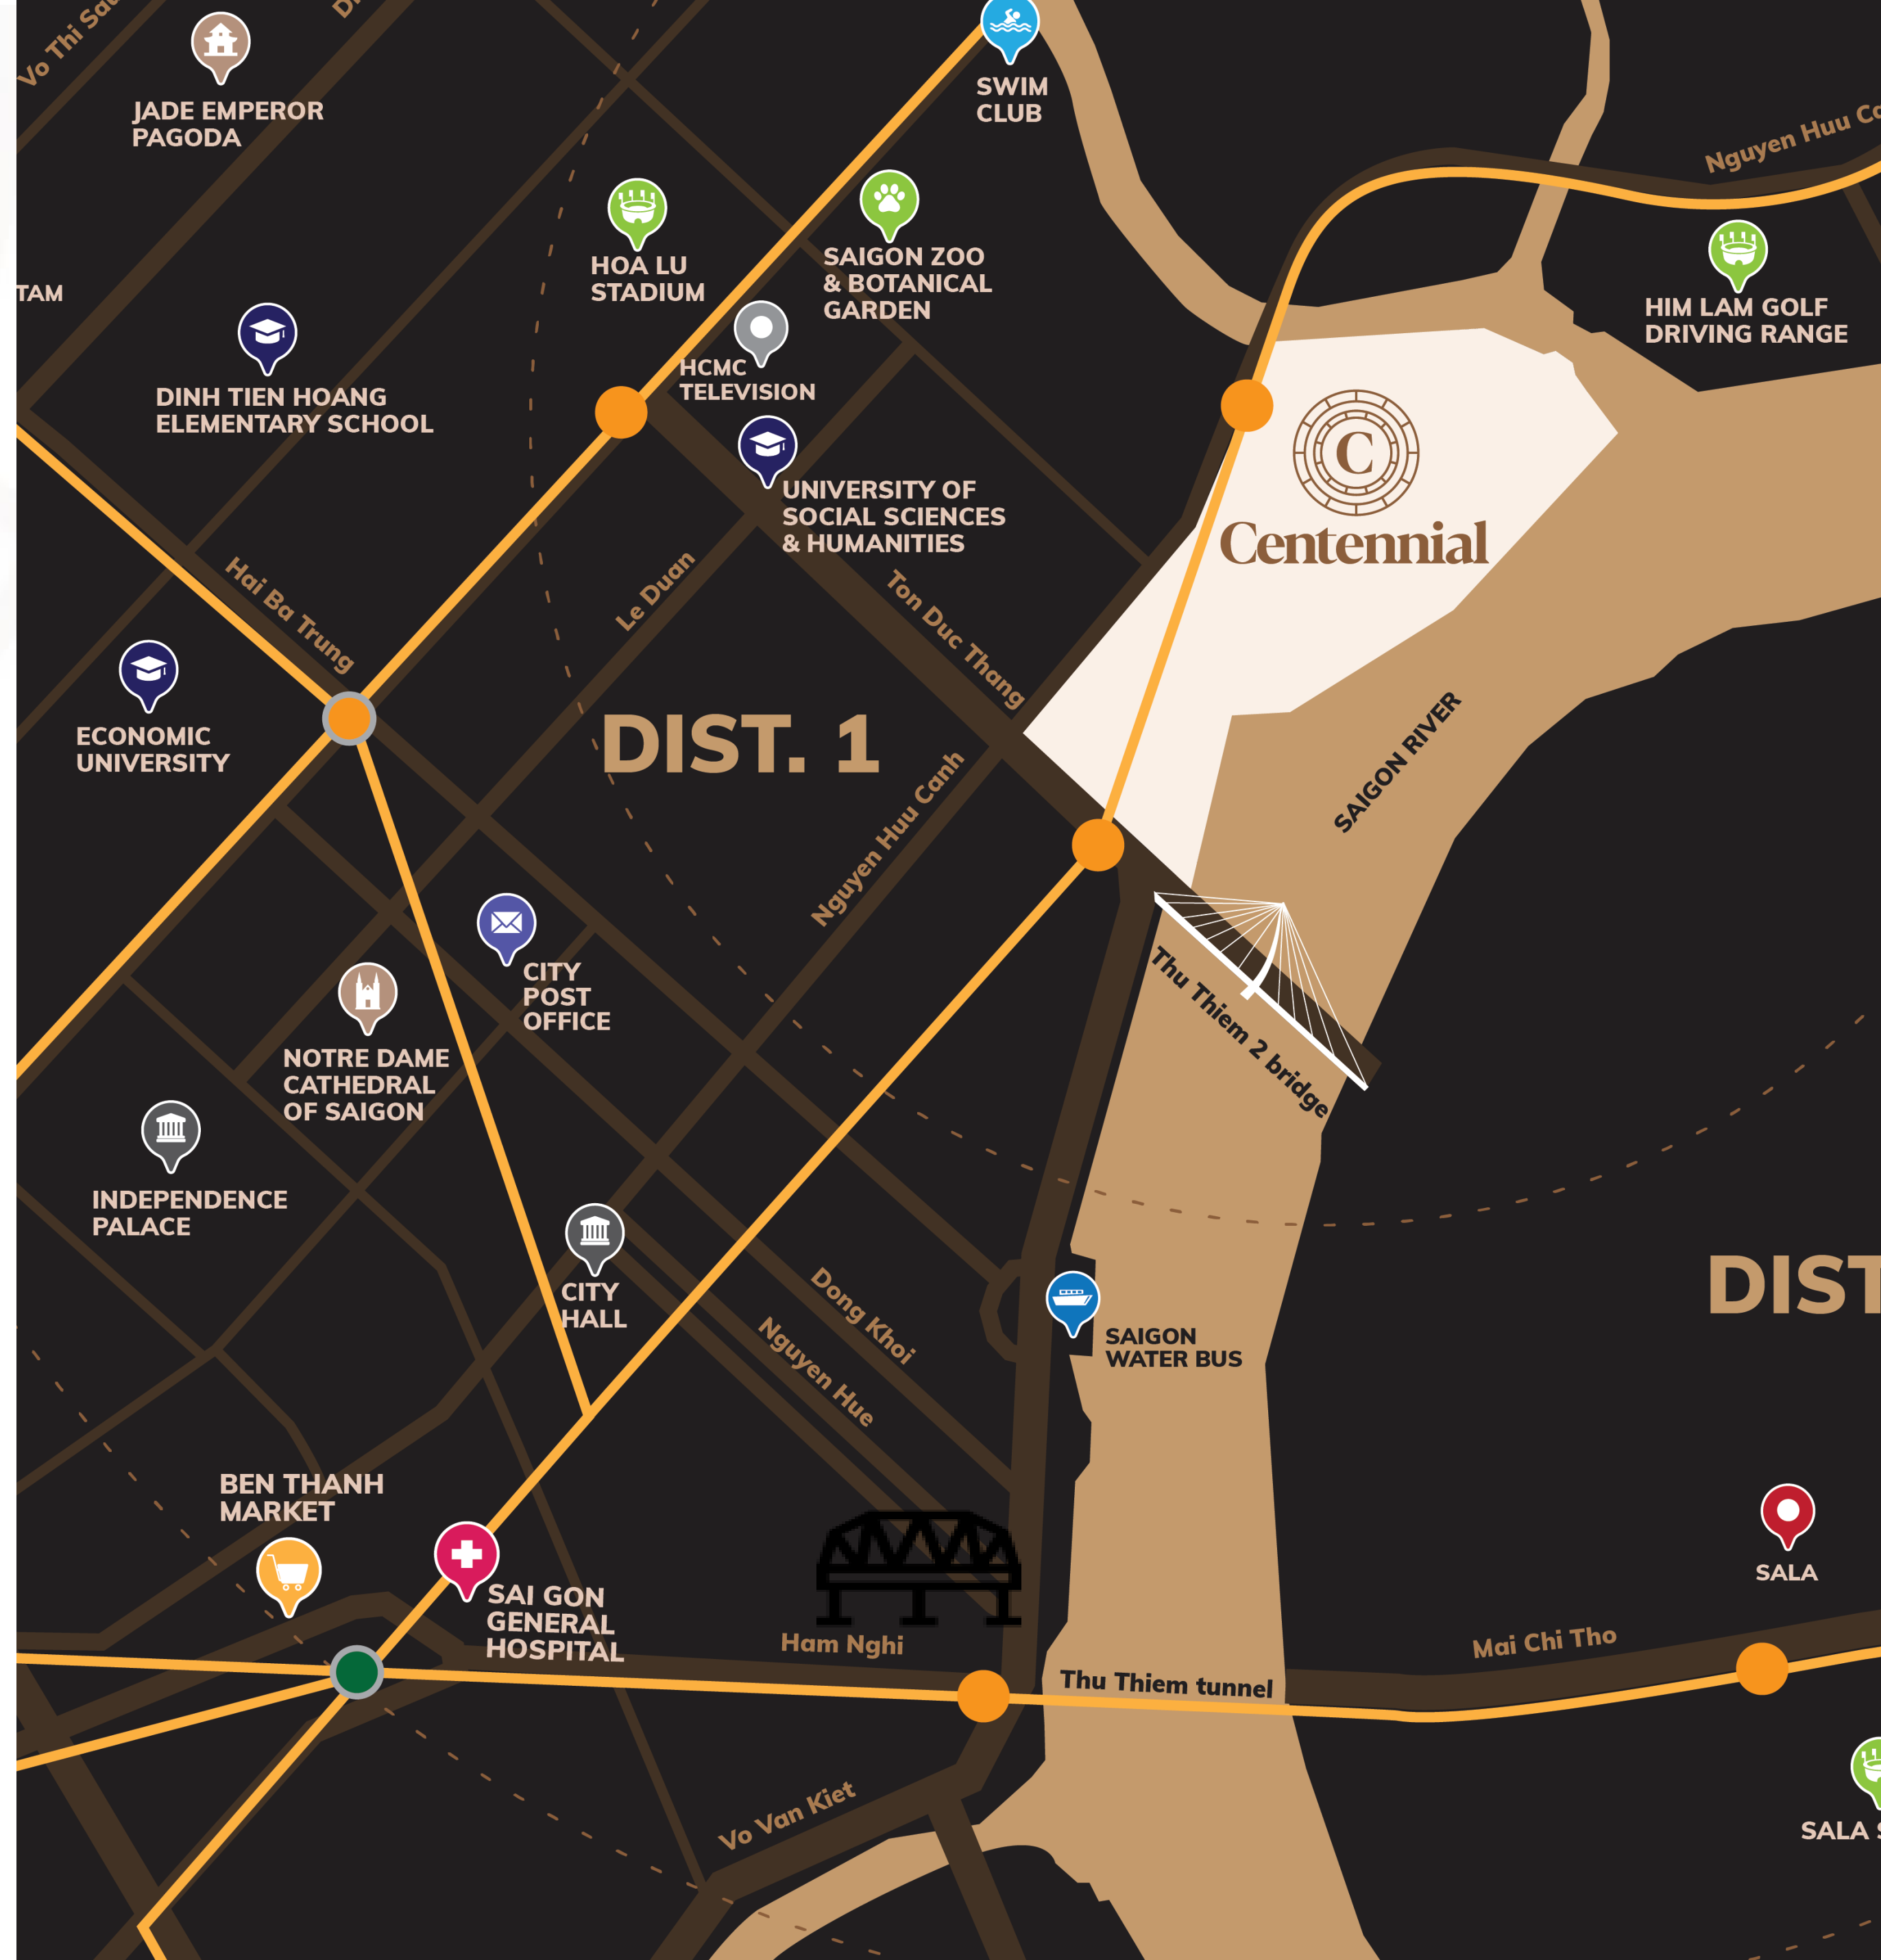 Vo Thi Sau
JADE EMPEROR
PAGODA
SWIM
CLUB
Nguyen Huu Ca
HOA LU
STADIUM
SAIGON ZOO
& BOTANICAL
GARDEN
TAM
HIM LAM GOLF
DRIVING RANGE
DINH TIEN HOANG
ELEMENTARY SCHOOL
HCMC
TELEVISION
C
Centennial
UNIVERSITY OF
SOCIAL SCIENCES
& HUMANITIES
Hai Ba Trung
Le Duan
Ton Duc Thang
ECONOMIC
UNIVERSITY
DIST. 1
SAIGON RIVER
Nguyen Huu Canh
CITY
POST
OFFICE
Thu Thiem 2 bridge
NOTRE DAME
CATHEDRAL
OF SAIGON
INDEPENDENCE
PALACE
CITY
HALL
DIST
Dong Khoi
Nguyen Hue
SAIGON
WATER BUS
BEN THANH
MARKET
SALA
SAI GON
GENERAL
HOSPITAL
Ham Nghi
Mai Chi Tho
Thu Thiem tunnel
Vo Van Kiet
SALA S